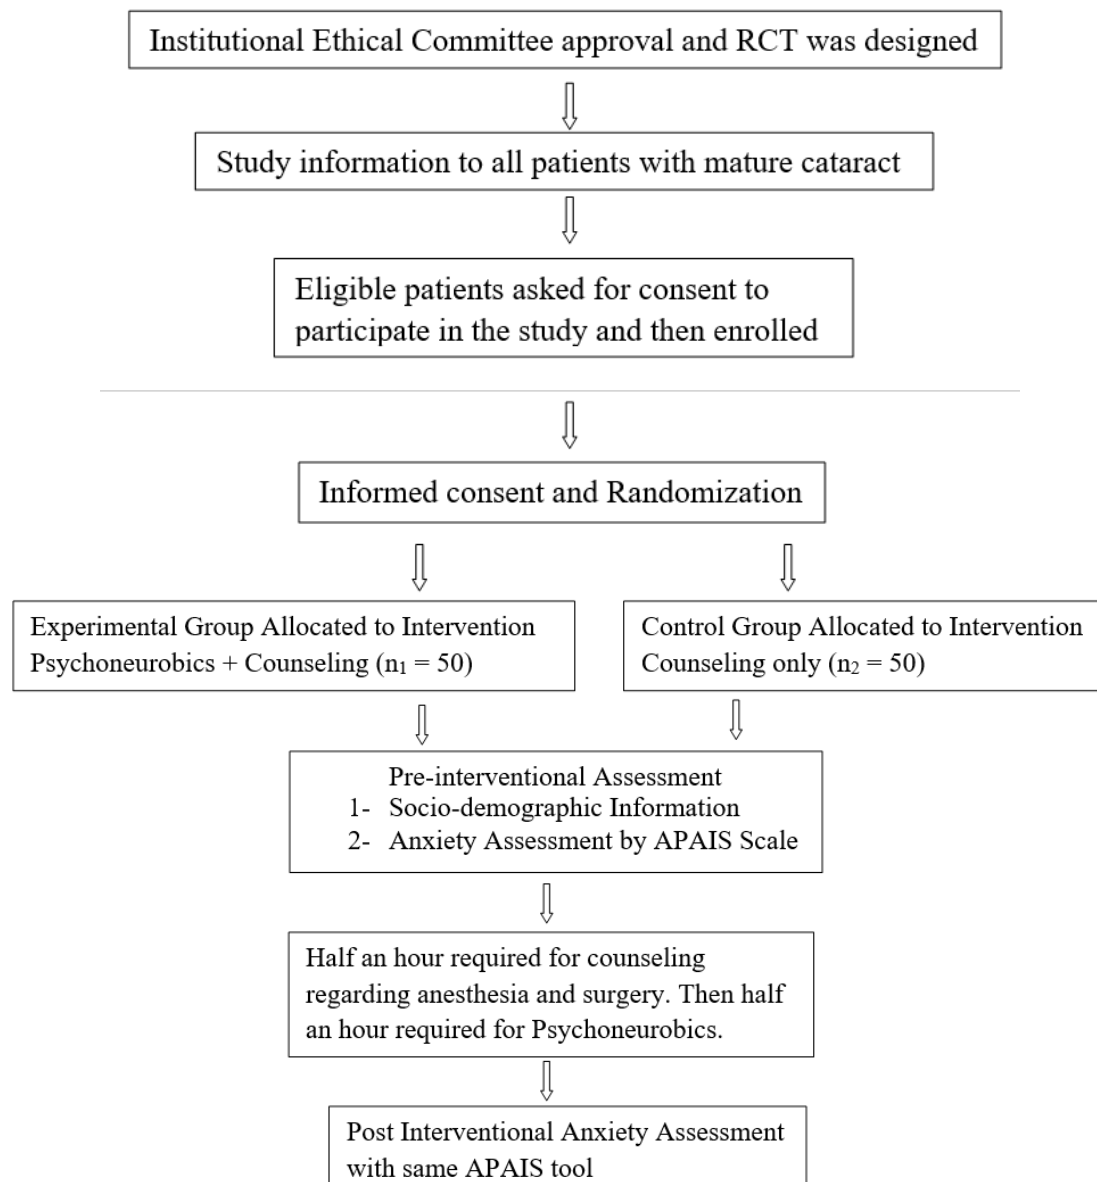 Institutional Ethical Committee approval and RCT was designed
Study information to all patients with mature cataract
Eligible patients asked for consent to
participate in the study and then enrolled
Informed consent and Randomization
Experimental Group Allocated to Intervention
Psychoneurobics + Counseling (n₁ = 50)
Control Group Allocated to Intervention
Counseling only (n₂ = 50)
Pre-interventional Assessment
1- Socio-demographic Information
2- Anxiety Assessment by APAIS Scale
Half an hour required for counseling
regarding anesthesia and surgery. Then half
an hour required for Psychoneurobics.
Post Interventional Anxiety Assessment
with same APAIS tool